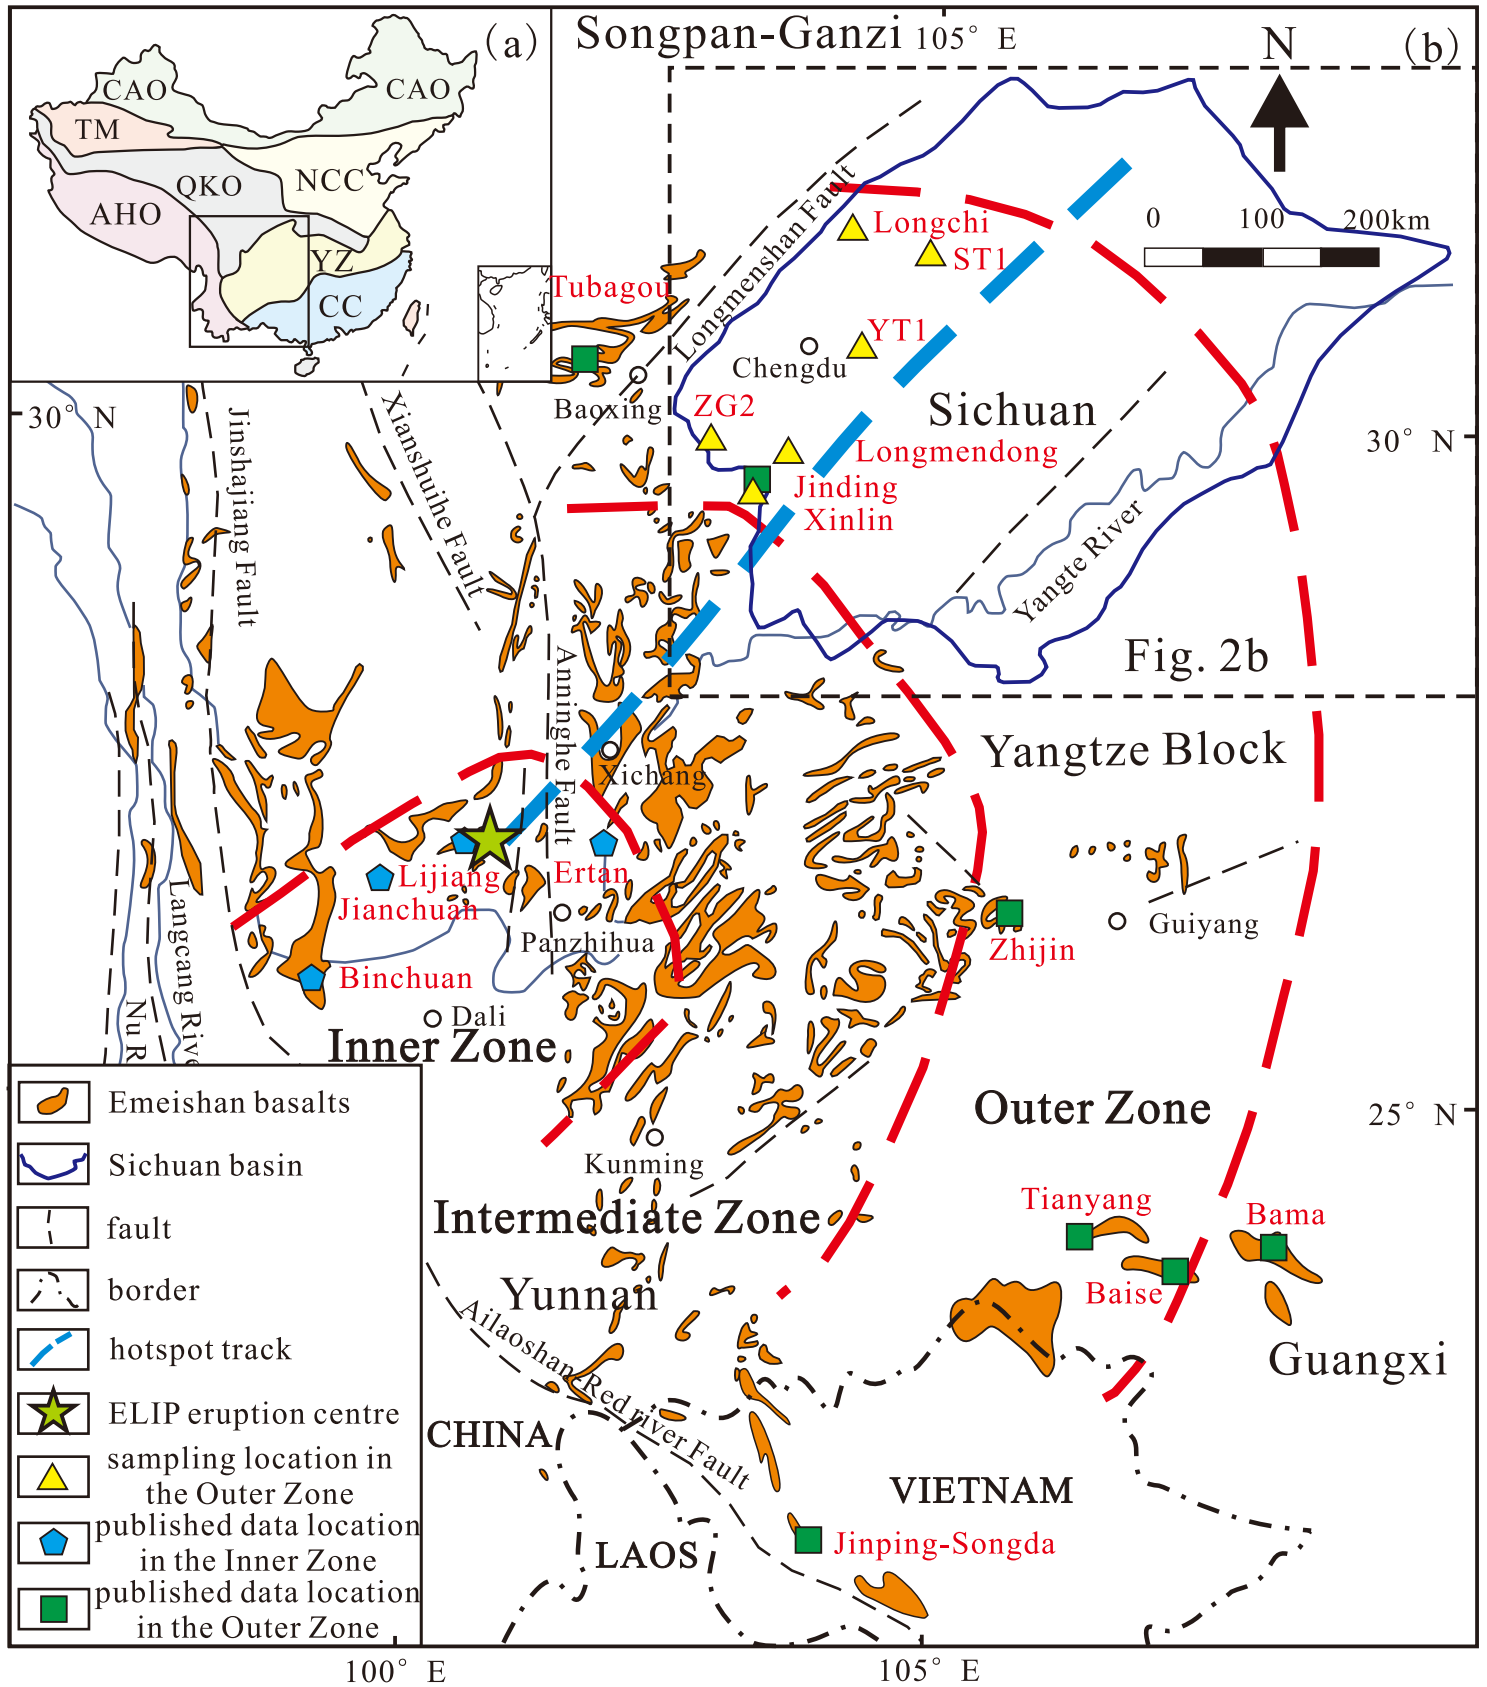 Songpan-Ganzi
105° E
(a)
N
(b)
CAO
CAO
TM
QKO
NCC
AHO
YZ
CC
0 100 200km
Longmenshan Fault
Longchi
ST1
Tubagou
YT1
Chengdu
Baoxing
ZG2
Sichuan
30° N
30° N
Longmendong
Jinding
Xinlin
Jinshajiang Fault
Xianshuihe Fault
Yangte River
Fig. 2b
Anninghe Fault
Yangtze Block
Xichang
Lijiang
Ertan
Jianchuan
Panzhihua
Binchuan
Zhijin
Guiyang
Langcang Rive
Nu R
Dali
Inner Zone
Emeishan basalts
Sichuan basin
fault
border
hotspot track
ELIP eruption centre
sampling location in
the Outer Zone
published data location
in the Inner Zone
published data location
in the Outer Zone
Outer Zone
25° N
Kunming
Intermediate Zone
Tianyang
Bama
Baise
Yunnan
Ailaoshan-Red river Fault
Guangxi
CHINA
VIETNAM
LAOS
Jinping-Songda
100° E
105° E